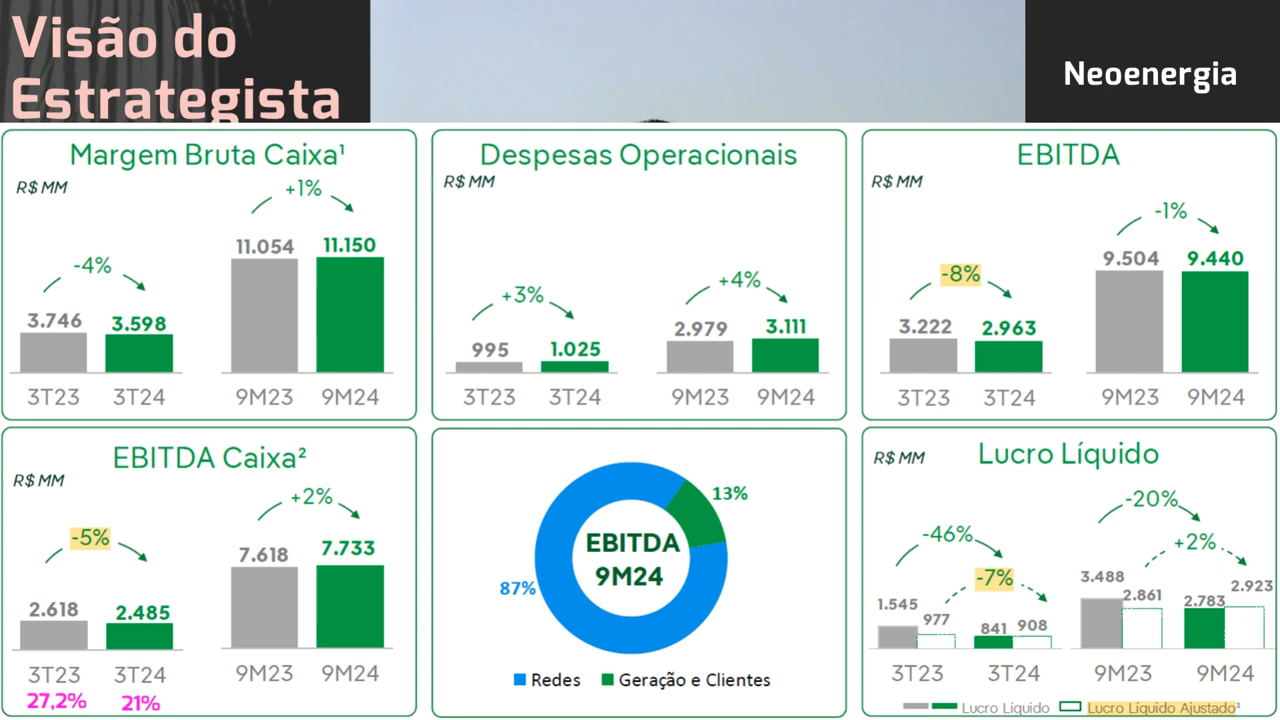 Visão do
Estrategista
Neoenergia
Margem Bruta Caixa¹
R$ MM
-4%
+1%
3.746
3.598
11.054
11.150
3T23
3T24
9M23
9M24
Despesas Operacionais
R$ MM
+3%
+4%
995
1.025
2.979
3.111
3T23
3T24
9M23
9M24
EBITDA
R$ MM
-8%
-1%
3.222
2.963
9.504
9.440
3T23
3T24
9M23
9M24
EBITDA Caixa²
R$ MM
-5%
+2%
2.618
2.485
7.618
7.733
3T23
3T24
9M23
9M24
27,2%
21%
13%
EBITDA
9M24
87%
Redes
Geração e Clientes
Lucro Líquido
R$ MM
-46%
-7%
-20%
+2%
1.545
977
841
908
3.488
2.861
2.783
2.923
3T23
3T24
9M23
9M24
Lucro Líquido
Lucro Líquido Ajustado³